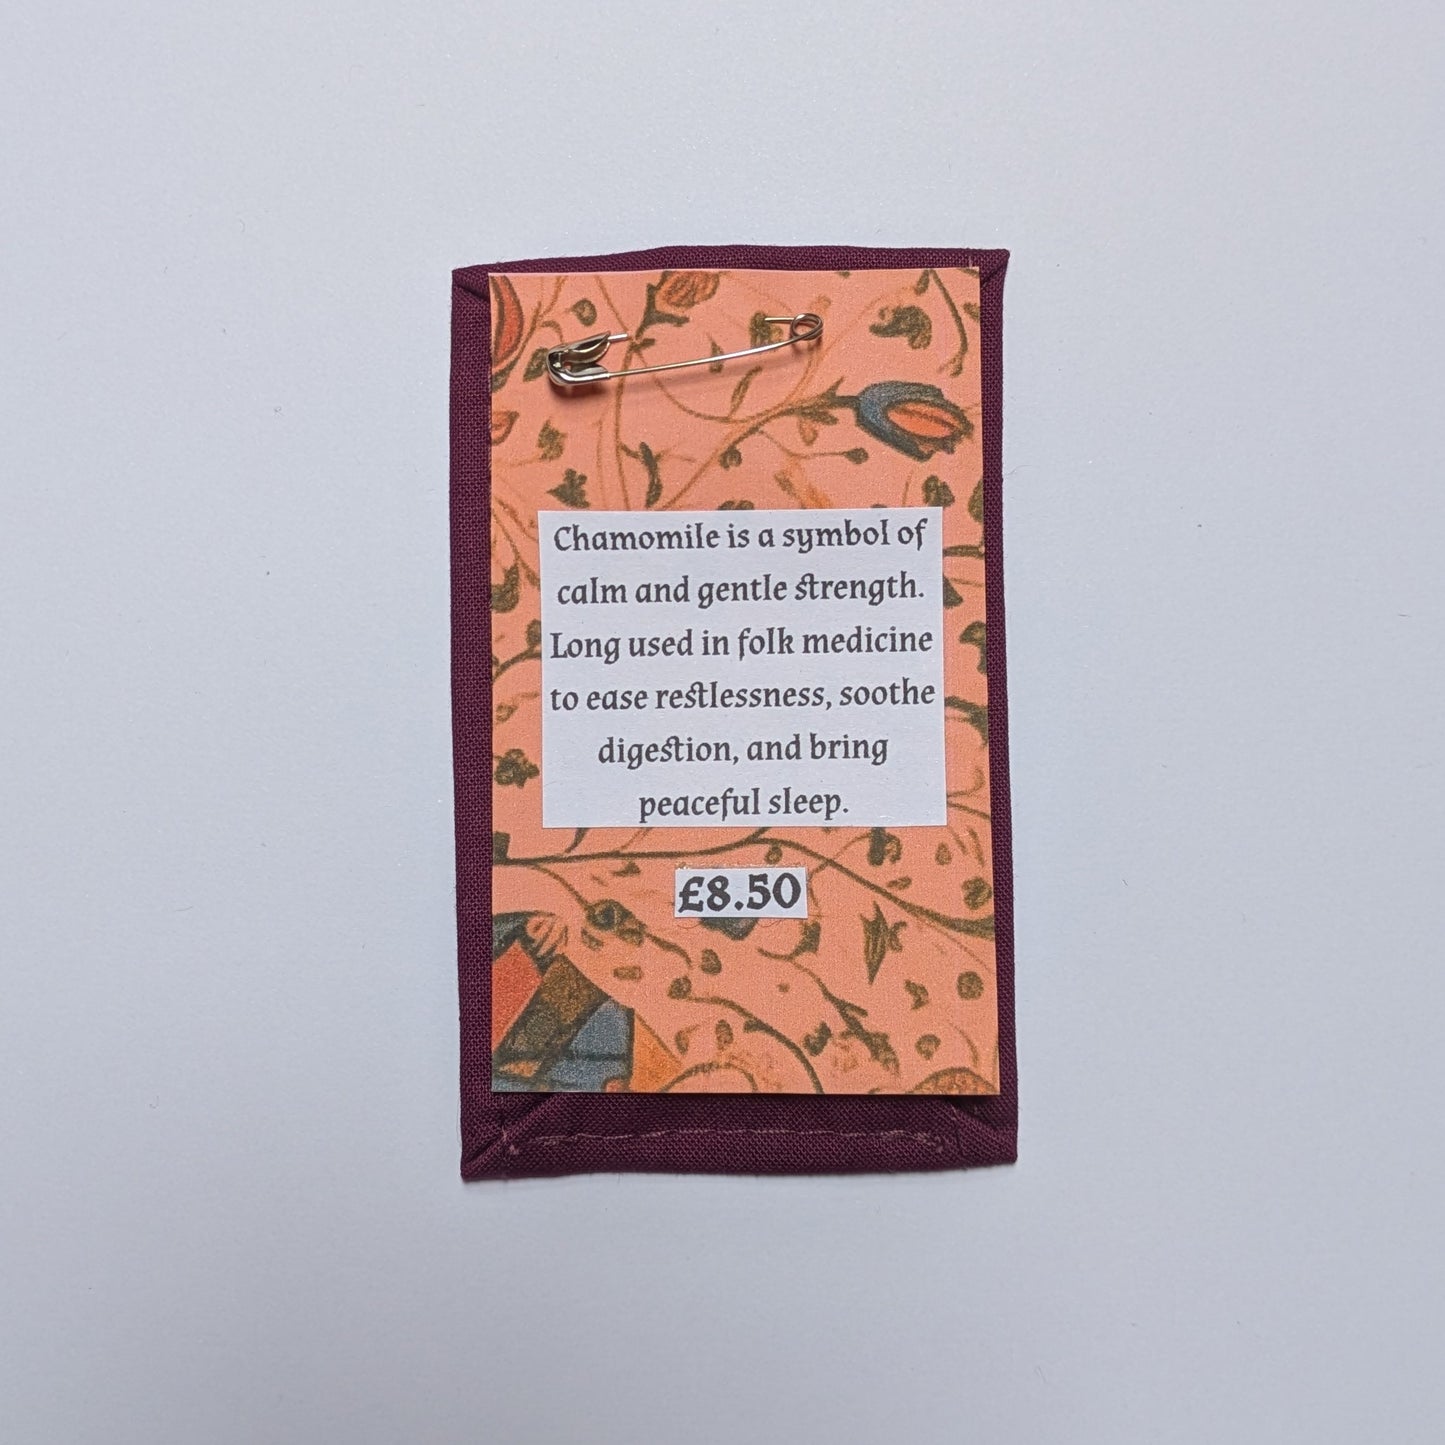 Chamomile is a symbol of
calm and gentle strength.
Long used in folk medicine
to ease restlessness, soothe
digestion, and bring
peaceful sleep.
£8.50